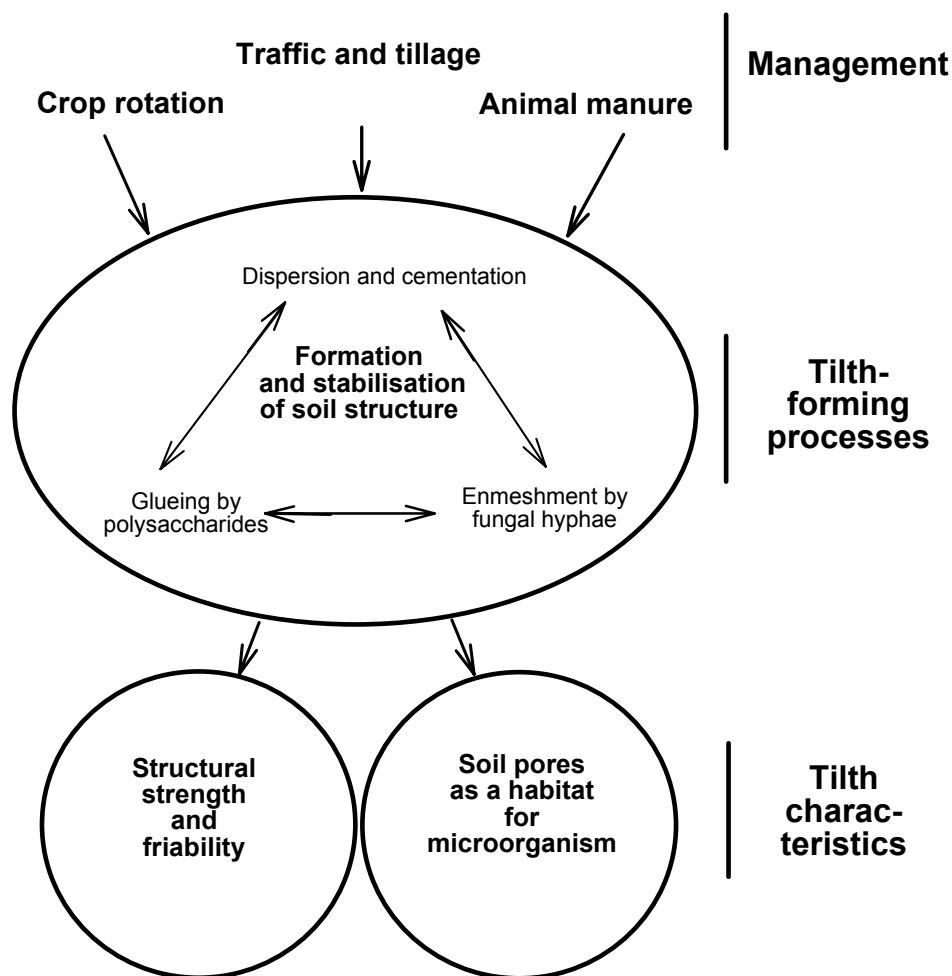 Traffic and tillage
Management
Crop rotation
Animal manure
Dispersion and cementation
Formation
and stabilisation
of soil structure
Tilth-
forming
processes
Glueing by
polysaccharides
Enmeshment by
fungal hyphae
Structural
strength
and
friability
Soil pores
as a habitat
for
microorganism
Tilth
charac-
teristics